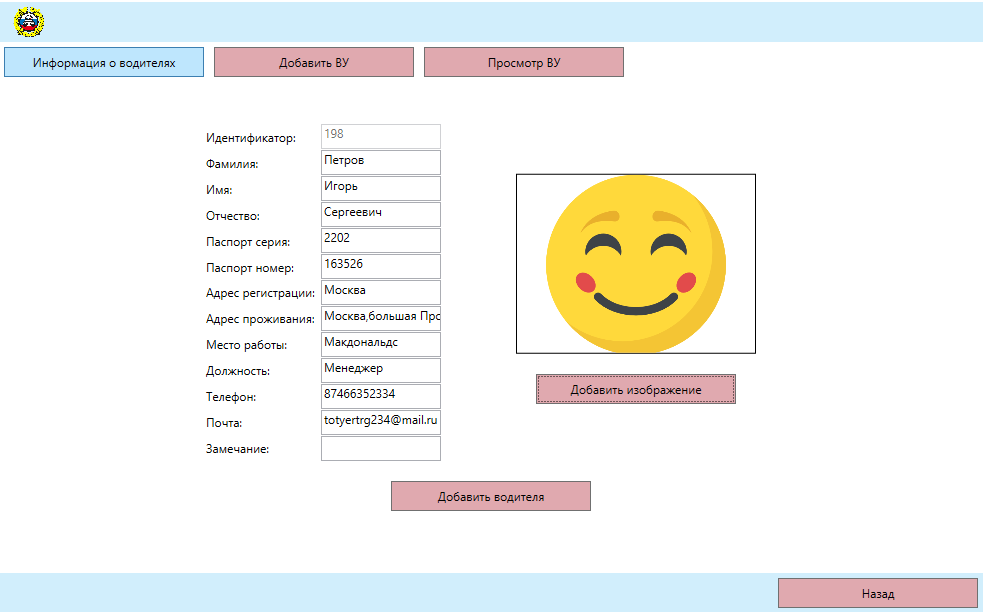 Информация о водителях
Добавить ВУ
Просмотр ВУ
Идентификатор: 198
Фамилия: Петров
Имя: Игорь
Отчество: Сергеевич
Паспорт серия: 2202
Паспорт номер: 163526
Адрес регистрации: Москва
Адрес проживания: Москва,большая Прс
Место работы: Макдональдс
Должность: Менеджер
Телефон: 87466352334
Почта: totyertrg234@mail.ru
Замечание:
Добавить изображение
Добавить водителя
Назад